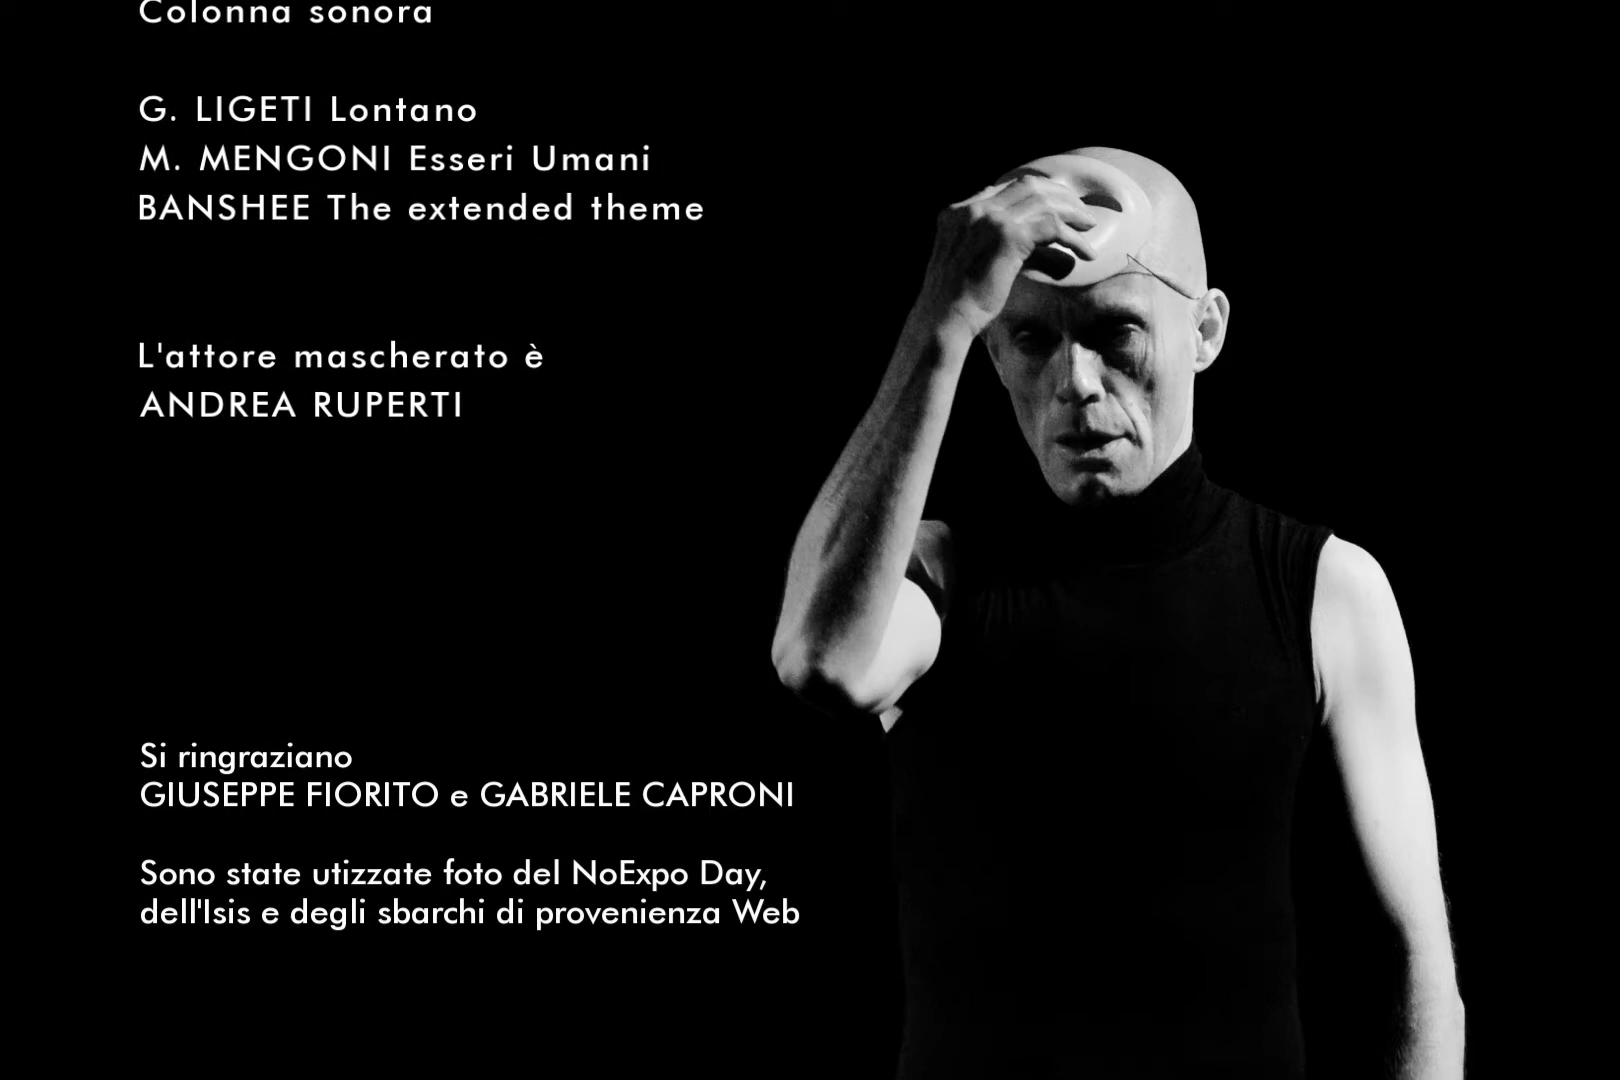 Colonna sonora
G. LIGETI Lontano
M. MENGONI Esseri Umani
BANSHEE The extended theme
L'attore mascherato è
ANDREA RUPERTI
Si ringraziano
GIUSEPPE FIORITO e GABRIELE CAPRONI
Sono state utizzate foto del NoExpo Day,
dell'Isis e degli sbarchi di provenienza Web